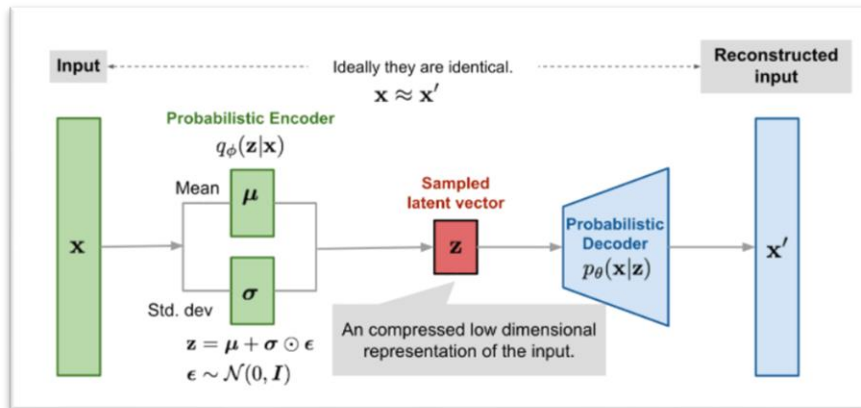 Input
Ideally they are identical.
x ≈ x′
Reconstructed
input
Probabilistic Encoder
qϕ(z|x)
Mean
μ
x
Std. dev
σ
z = μ + σ ⊙ ϵ
ϵ ∼ N(0, I)
Sampled
latent vector
z
An compressed low dimensional
representation of the input.
Probabilistic
Decoder
pθ(x|z)
x′